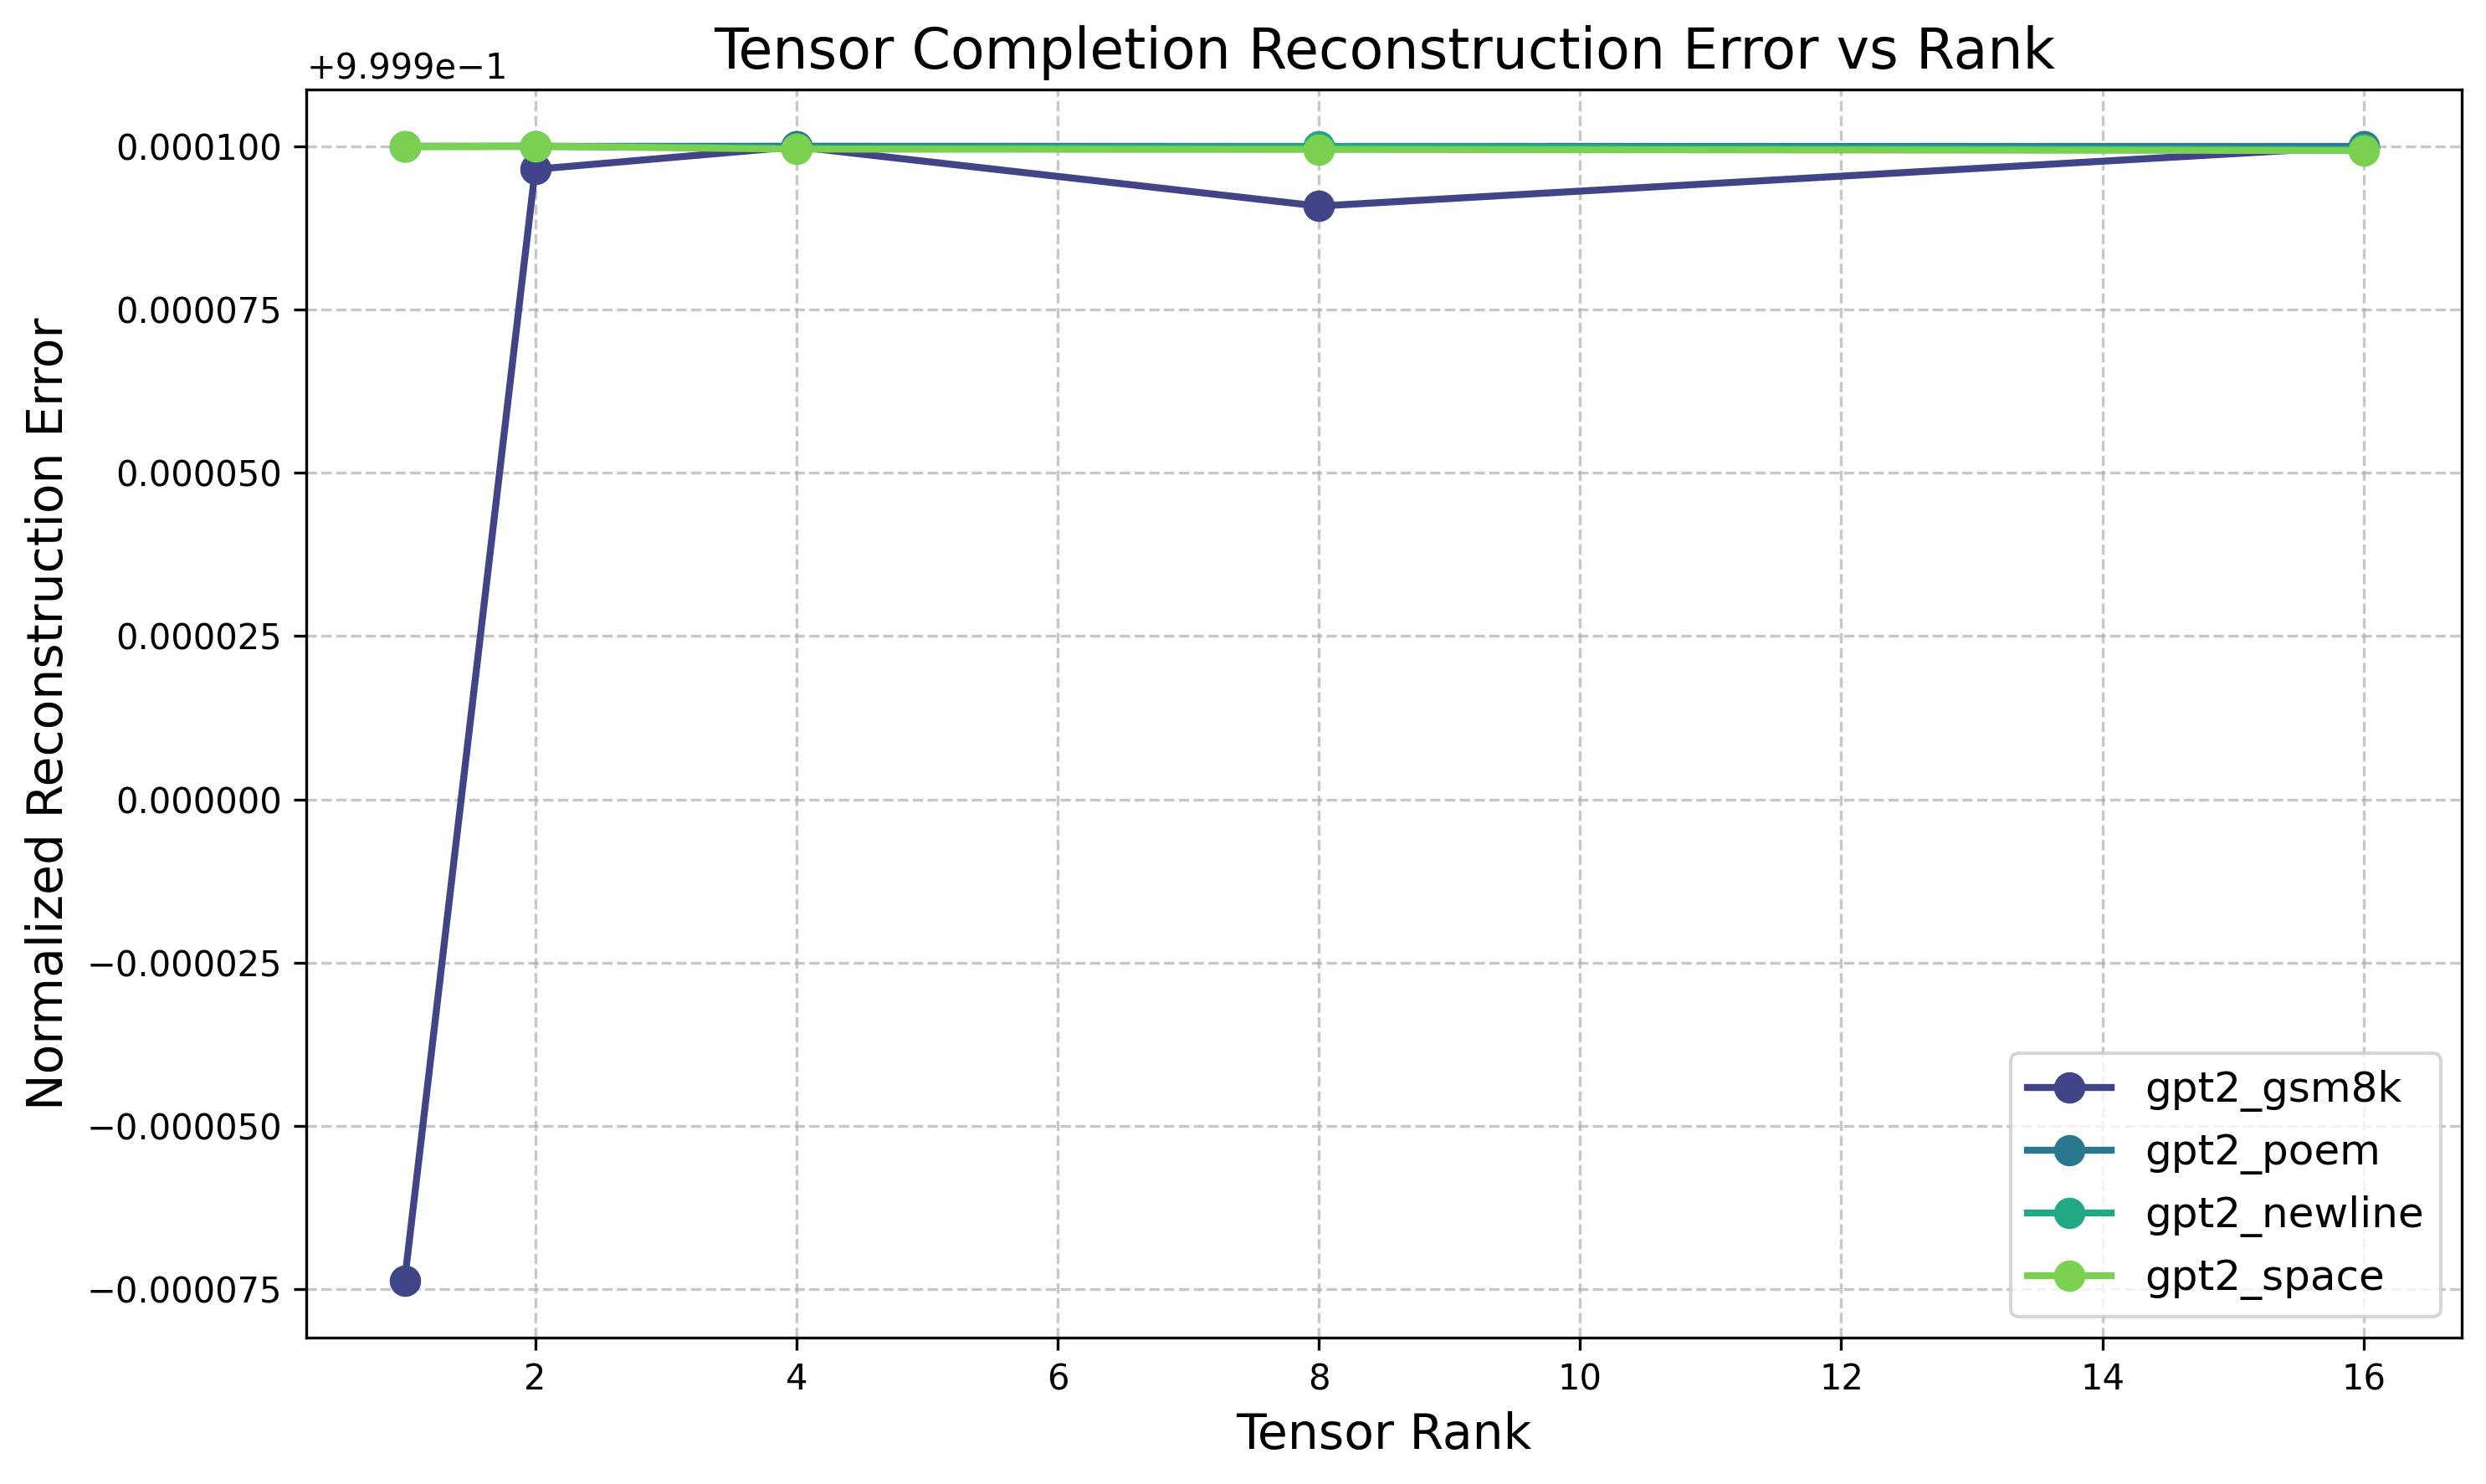 Tensor Completion Reconstruction Error vs Rank
+9.999e−1
0.000100
0.000075
0.000050
0.000025
0.000000
−0.000025
−0.000050
−0.000075
Normalized Reconstruction Error
gpt2_gsm8k
gpt2_poem
gpt2_newline
gpt2_space
2 4 6 8 10 12 14 16
Tensor Rank